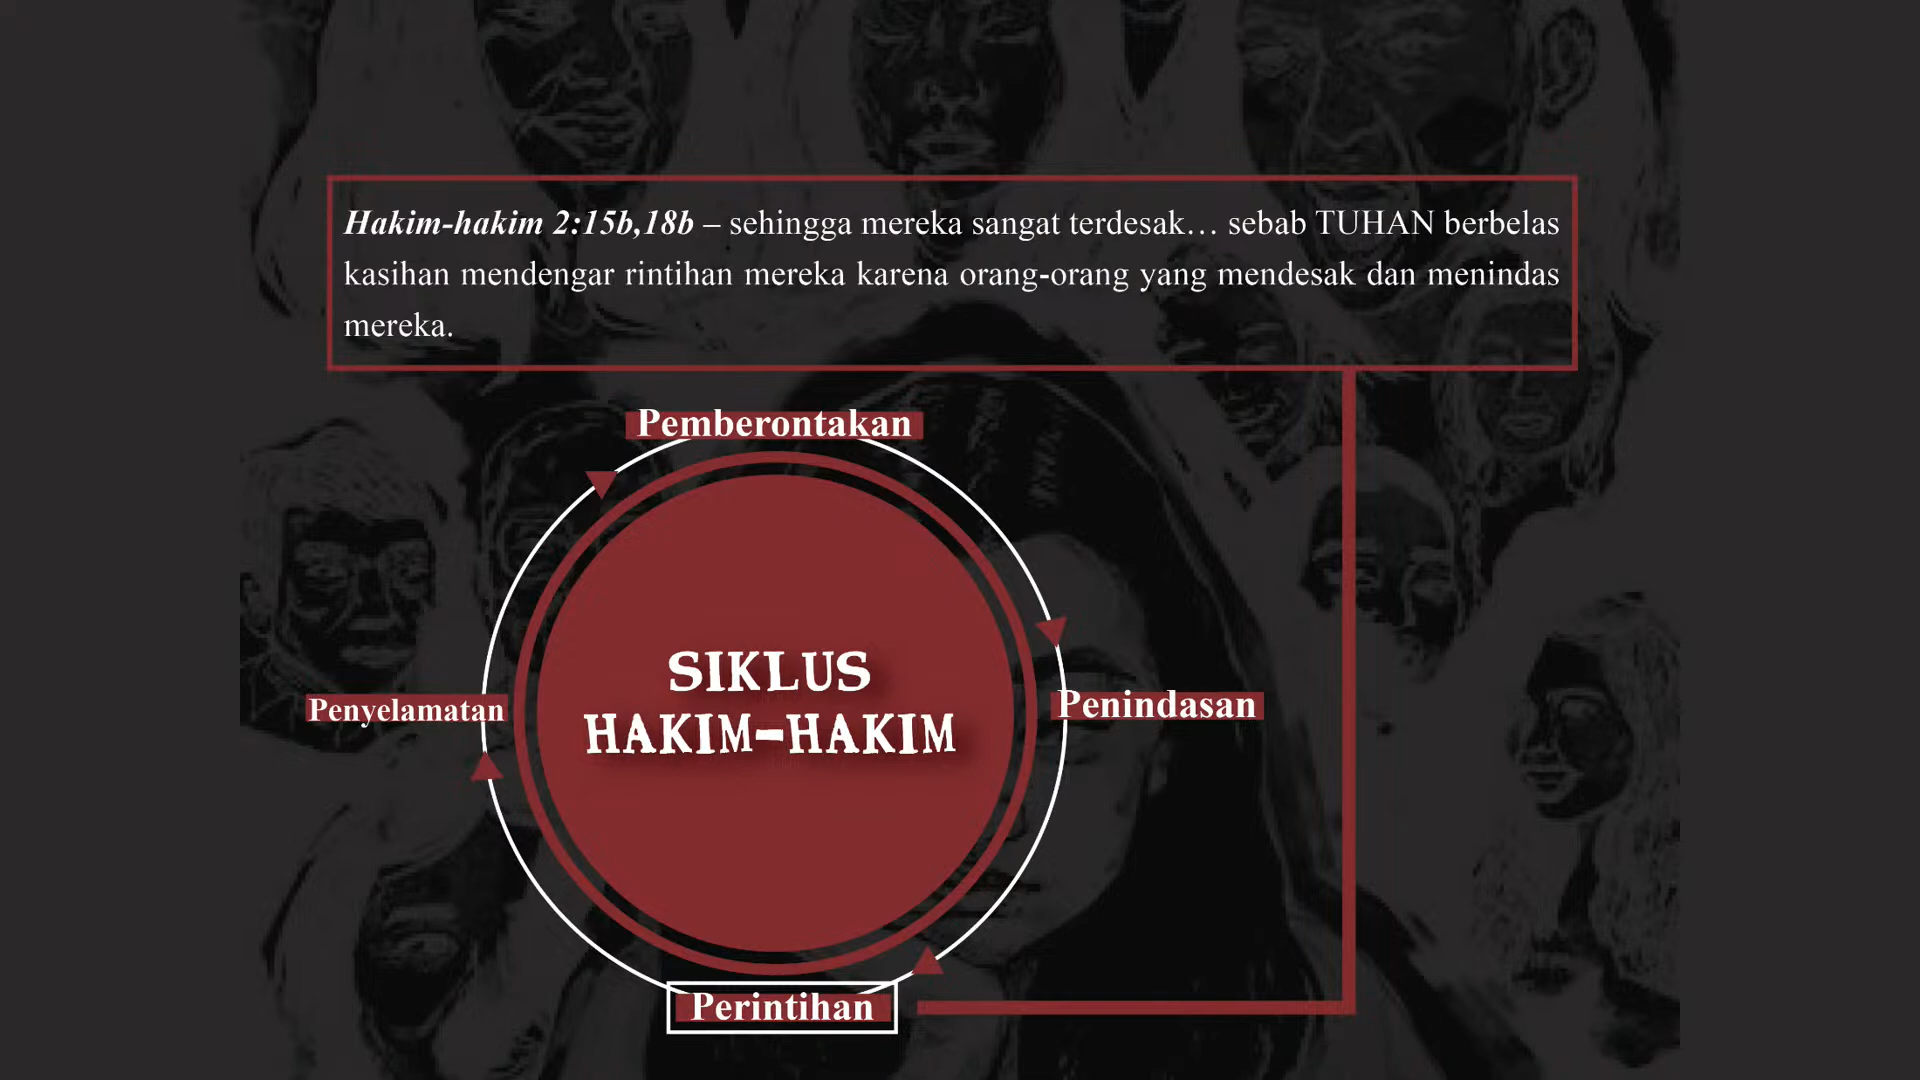 Hakim-hakim 2:15b,18b – sehingga mereka sangat terdesak… sebab TUHAN berbelas
kasihan mendengar rintihan mereka karena orang-orang yang mendesak dan menindas
mereka.
Pemberontakan
SIKLUS
HAKIM-HAKIM
Penyelamatan
Penindasan
Perintihan